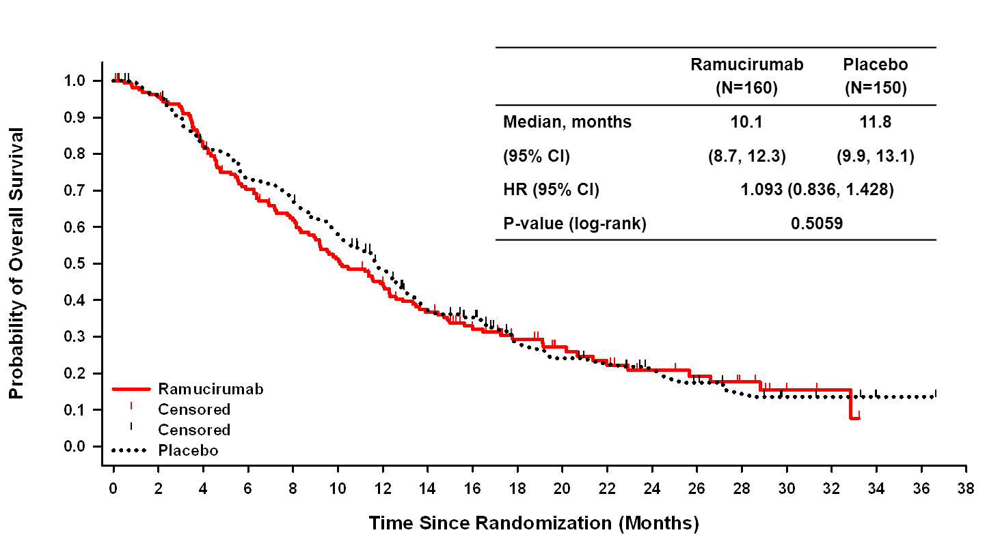 Ramucirumab Placebo
(N=160) (N=150)
Median, months 10.1 11.8
(95% CI) (8.7, 12.3) (9.9, 13.1)
HR (95% CI) 1.093 (0.836, 1.428)
P-value (log-rank) 0.5059
Probability of Overall Survival
1.0
0.9
0.8
0.7
0.6
0.5
0.4
0.3
0.2
0.1
0.0
Ramucirumab
Censored
Censored
Placebo
0 2 4 6 8 10 12 14 16 18 20 22 24 26 28 30 32 34 36 38
Time Since Randomization (Months)